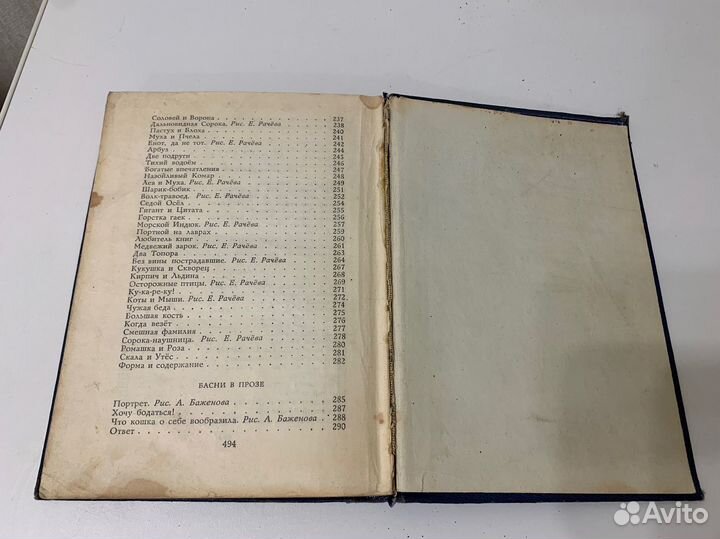 Соловей и Ворона . . . . . . . . . . 237
Дальновидная Сорока. Рис. Е. Рачёва . . . . 238
Пастух и Блоха . . . . . . . . . . 240
Муха и Пчела . . . . . . . . . . 241
Енот, да не тот. Рис. Е. Рачёва . . . . . 242
Арбуз . . . . . . . . . . 244
Две подруги . . . . . . . . . . 245
Тихий водоём . . . . . . . . . . 246
Богатые впечатления . . . . . . . . . . 247
Назойливый Комар . . . . . . . . . . 248
Лев и Муха. Рис. Е. Рачёва . . . . . 249
Шарик-бобик . . . . . . . . . . 251
Волк-травоед. Рис. Е. Рачёва . . . . . 252
Седой Осёл . . . . . . . . . . 254
Гигант и Цитата . . . . . . . . . . 255
Горстка гаек . . . . . . . . . . 256
Морской Индюк. Рис. Е. Рачёва . . . . . 257
Портной на лаврах . . . . . . . . . . 259
Любитель книг . . . . . . . . . . 260
Медвежий зарок. Рис. Е. Рачёва . . . . . 261
Два Топора . . . . . . . . . . 263
Без вины пострадавшие. Рис. Е. Рачёва . . . . 264
Кукушка и Скворец . . . . . . . . . . 267
Кирпич и Льдина . . . . . . . . . . 268
Осторожные птицы. Рис. Е. Рачёва . . . . . 269
Ку-ка-ре-ку! . . . . . . . . . . 271
Коты и Мыши. Рис. Е. Рачёва . . . . . 272
Чужая беда . . . . . . . . . . 274
Большая кость . . . . . . . . . . 275
Когда везёт . . . . . . . . . . 276
Смешная фамилия . . . . . . . . . . 277
Сорока-наушница. Рис. Е. Рачёва . . . . . 278
Ромашка и Роза . . . . . . . . . . 280
Скала и Утёс . . . . . . . . . . 281
Форма и содержание . . . . . . . . . . 282
БАСНИ В ПРОЗЕ
Портрет. Рис. А. Баженова . . . . . . . . 285
Хочу бодаться! . . . . . . . . . . 287
Что кошка о себе вообразила. Рис. А. Баженова . . . 288
Ответ . . . . . . . . . . 290
494
Avito